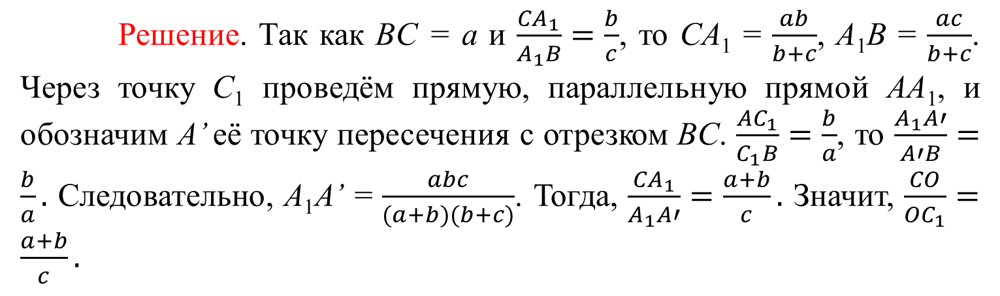 Решение. Так как BC = a и \frac{CA_1}{A_1B} = \frac{b}{c}, то CA_1 = \frac{ab}{b+c}, A_1B = \frac{ac}{b+c}.
Через точку C_1 проведём прямую, параллельную прямой AA_1, и
обозначим A’ её точку пересечения с отрезком BC. \frac{AC_1}{C_1B} = \frac{b}{a}, то \frac{A_1A′}{A′B} =
\frac{b}{a}. Следовательно, A_1A’ = \frac{abc}{(a+b)(b+c)}. Тогда, \frac{CA_1}{A_1A′} = \frac{a+b}{c}. Значит, \frac{CO}{OC_1} =
\frac{a+b}{c}.